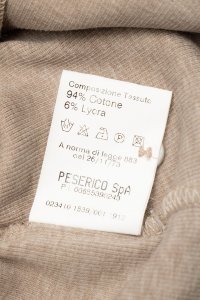 Composizione Tessuto
94% Cotone
6% Lycra
A norma di legge 883
del 26/11/73
PESERICO SpA